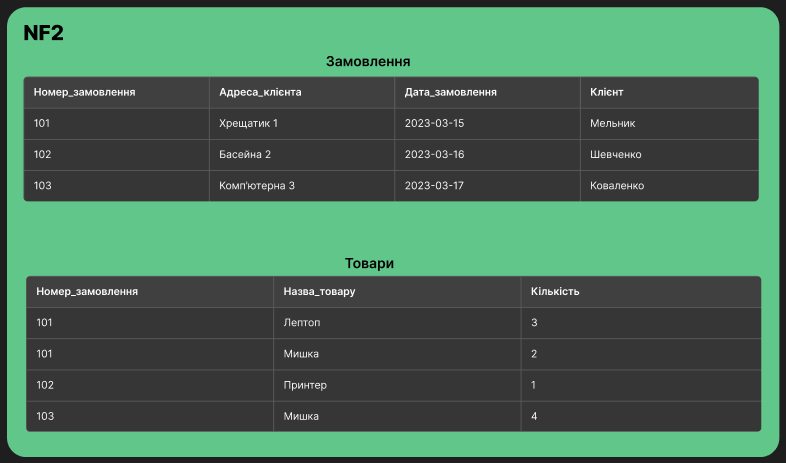 NF2
Замовлення
Номер_замовлення Адреса_клієнта Дата_замовлення Клієнт
101 Хрещатик 1 2023-03-15 Мельник
102 Басейна 2 2023-03-16 Шевченко
103 Комп'ютерна 3 2023-03-17 Коваленко
Товари
Номер_замовлення Назва_товару Кількість
101 Лептоп 3
101 Мишка 2
102 Принтер 1
103 Мишка 4